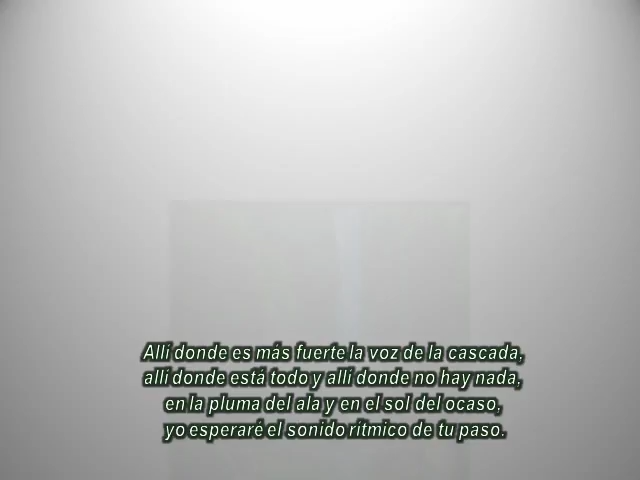 Allí donde es más fuerte la voz de la cascada,
allí donde está todo y allí donde no hay nada,
en la pluma del ala y en el sol del ocaso,
yo esperaré el sonido rítmico de tu paso.